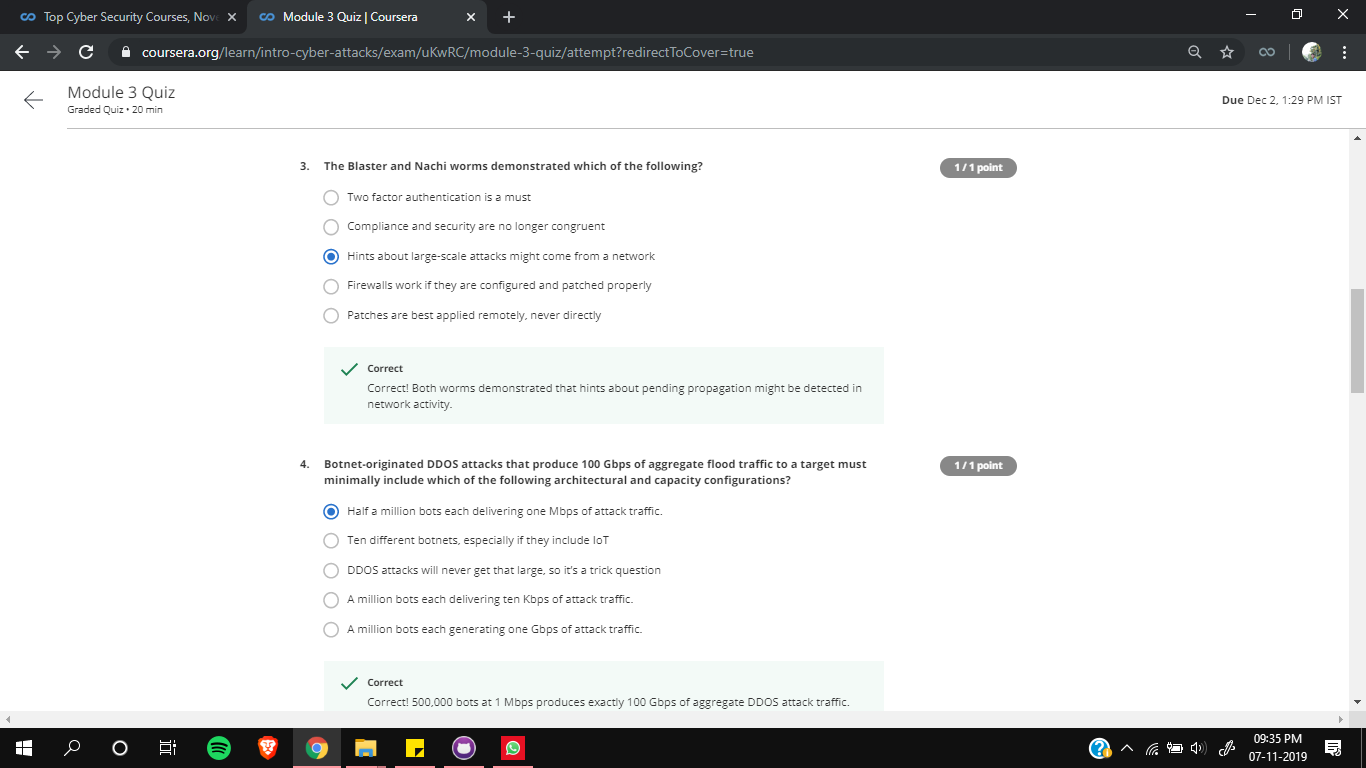 Top Cyber Security Courses, Nov
Module 3 Quiz | Coursera
coursera.org/learn/intro-cyber-attacks/exam/uKwRC/module-3-quiz/attempt?redirectToCover=true
Module 3 Quiz
Graded Quiz • 20 min
Due Dec 2, 1:29 PM IST
3. The Blaster and Nachi worms demonstrated which of the following?
1 / 1 point
Two factor authentication is a must
Compliance and security are no longer congruent
Hints about large-scale attacks might come from a network
Firewalls work if they are configured and patched properly
Patches are best applied remotely, never directly
Correct
Correct! Both worms demonstrated that hints about pending propagation might be detected in
network activity.
4. Botnet-originated DDOS attacks that produce 100 Gbps of aggregate flood traffic to a target must
minimally include which of the following architectural and capacity configurations?
1 / 1 point
Half a million bots each delivering one Mbps of attack traffic.
Ten different botnets, especially if they include IoT
DDOS attacks will never get that large, so it's a trick question
A million bots each delivering ten Kbps of attack traffic.
A million bots each generating one Gbps of attack traffic.
Correct
Correct! 500,000 bots at 1 Mbps produces exactly 100 Gbps of aggregate DDOS attack traffic.
09:35 PM
07-11-2019